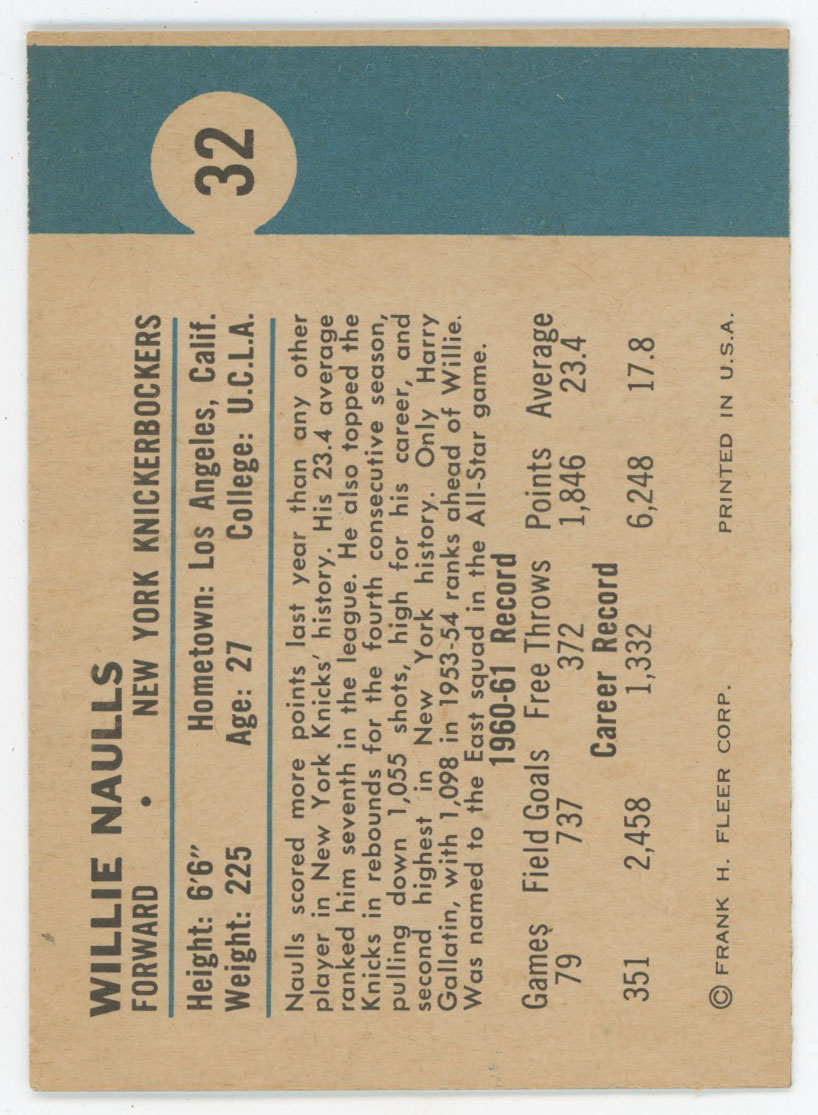 32
WILLIE NAULLS
FORWARD • NEW YORK KNICKERBOCKERS
Height: 6'6" Hometown: Los Angeles, Calif.
Weight: 225 Age: 27 College: U.C.L.A.
Naulls scored more points last year than any other
player in New York Knicks' history. His 23.4 average
ranked him seventh in the league. He also topped the
Knicks in rebounds for the fourth consecutive season,
pulling down 1,055 shots, high for his career, and
second highest in New York history. Only Harry
Gallatin, with 1,098 in 1953-54 ranks ahead of Willie.
Was named to the East squad in the All-Star game.
1960-61 Record
Games Field Goals Free Throws Points Average
79 737 372 1,846 23.4
Career Record
351 2,458 1,332 6,248 17.8
© FRANK H. FLEER CORP. PRINTED IN U.S.A.